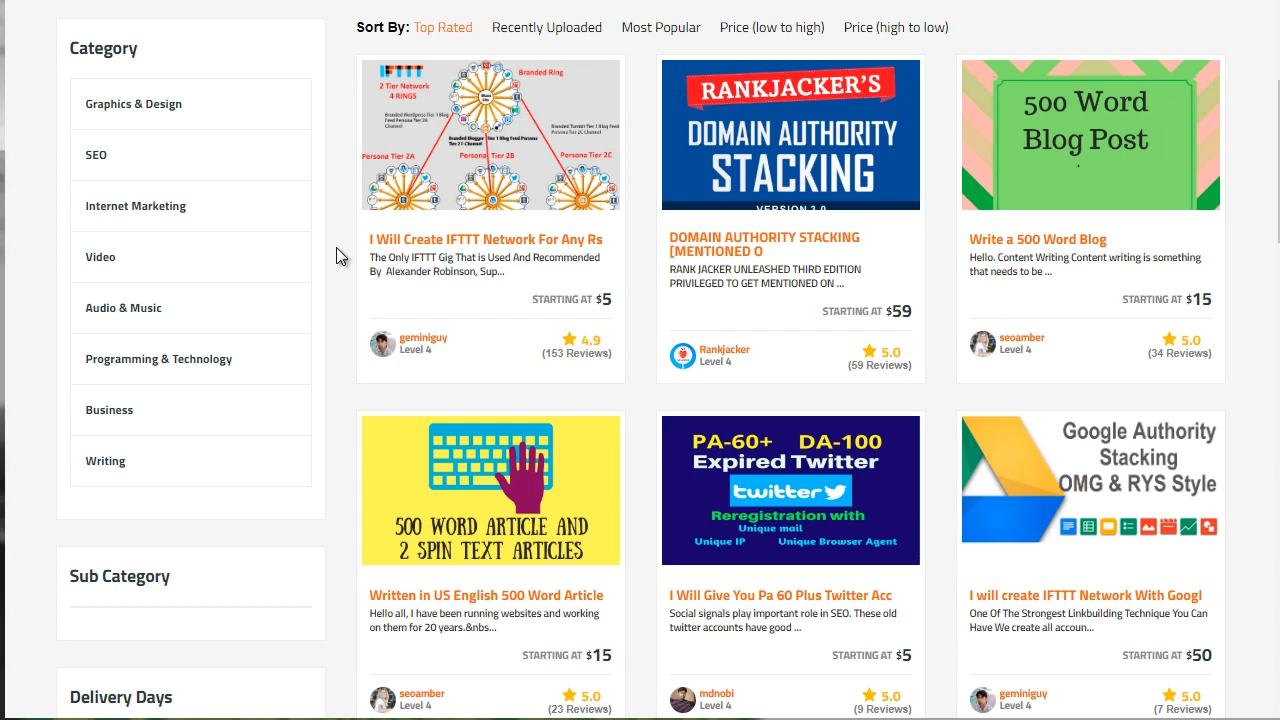 Category
Graphics & Design
SEO
Internet Marketing
Video
Audio & Music
Programming & Technology
Business
Writing
Sub Category
Delivery Days
Sort By: Top Rated Recently Uploaded Most Popular Price (low to high) Price (high to low)
IFTTT
2 Tier Network
4 RINGS
Branded Ring
Persona Tier 2A
Persona Tier 2B
Persona Tier 2C
I Will Create IFTTT Network For Any Rs
The Only IFTTT Gig That is Used And Recommended
By Alexander Robinson, Sup...
STARTING AT $5
geminiguy
Level 4
4.9
(153 Reviews)
RANKJACKER'S
DOMAIN AUTHORITY
STACKING
VERSION 3.0
DOMAIN AUTHORITY STACKING
[MENTIONED O
RANK JACKER UNLEASHED THIRD EDITION
PRIVILEGED TO GET MENTIONED ON ...
STARTING AT $59
Rankjacker
Level 4
5.0
(59 Reviews)
500 Word
Blog Post
Write a 500 Word Blog
Hello. Content Writing Content writing is something
that needs to be ...
STARTING AT $15
seoamber
Level 4
5.0
(34 Reviews)
500 WORD ARTICLE AND
2 SPIN TEXT ARTICLES
Written in US English 500 Word Article
Hello all, I have been running websites and working
on them for 20 years.&nbs...
STARTING AT $15
seoamber
Level 4
5.0
(23 Reviews)
PA-60+ DA-100
Expired Twitter
twitter
Reregistration with
Unique mail
Unique IP Unique Browser Agent
I Will Give You Pa 60 Plus Twitter Acc
Social signals play important role in SEO. These old
twitter accounts have good ...
STARTING AT $5
mdnobi
Level 4
5.0
(9 Reviews)
Google Authority
Stacking
OMG & RYS Style
I will create IFTTT Network With Googl
One Of The Strongest Linkbuilding Technique You Can
Have We create all accoun...
STARTING AT $50
geminiguy
Level 4
5.0
(7 Reviews)